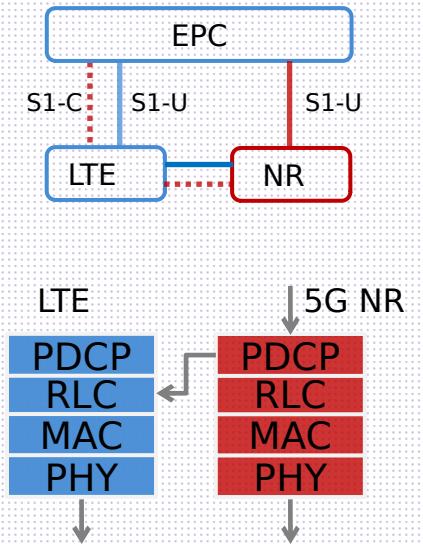 EPC
S1-C S1-U S1-U
LTE NR
LTE 5G NR
PDCP PDCP
RLC RLC
MAC MAC
PHY PHY